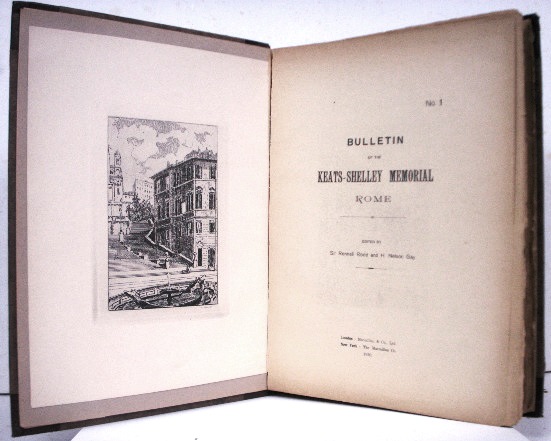 No 1
BULLETIN
OF THE
KEATS-SHELLEY MEMORIAL
ROME
EDITED BY
Sir Rennell Rodd and H. Nelson Gay
London - Macmillan & Co., Ltd.
New York - The Macmillan Co.